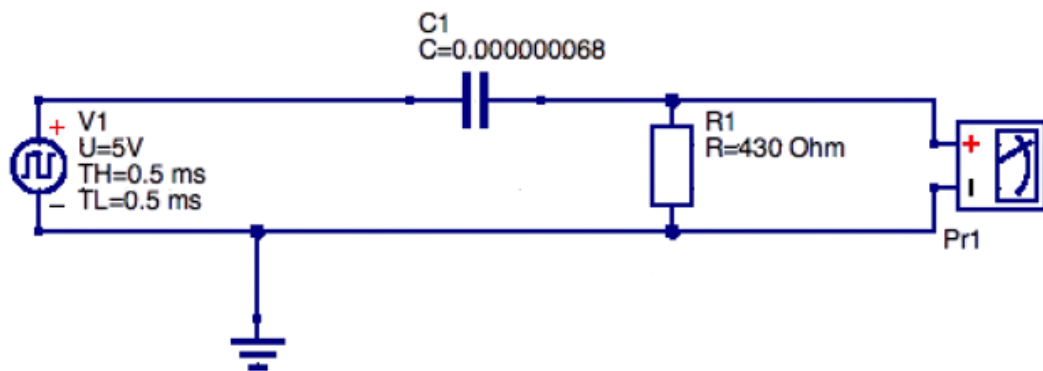 C1
C=0.000000068
+
V1
U=5V
TH=0.5 ms
TL=0.5 ms
−
R1
R=430 Ohm
+
I
Pr1